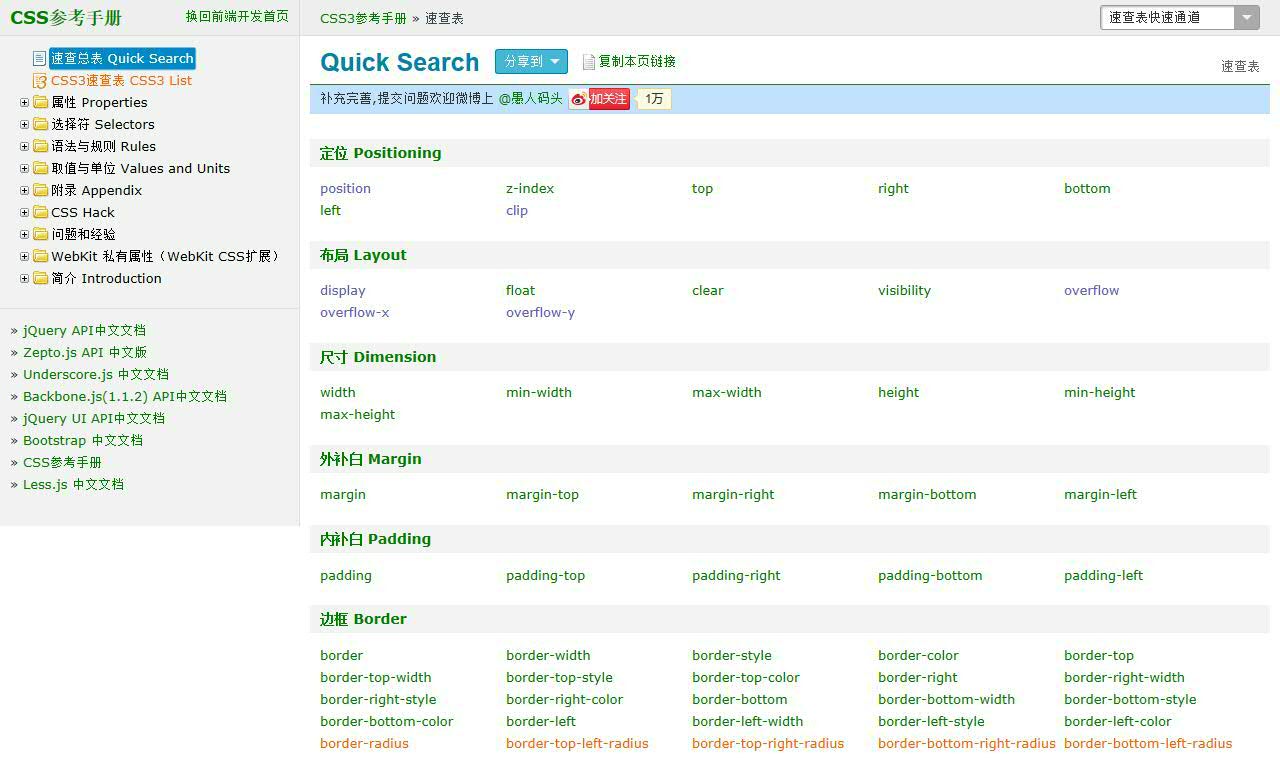 CSS参考手册
换回前端开发首页
速查总表 Quick Search
CSS3速查表 CSS3 List
属性 Properties
选择符 Selectors
语法与规则 Rules
取值与单位 Values and Units
附录 Appendix
CSS Hack
问题和经验
WebKit 私有属性（WebKit CSS扩展）
简介 Introduction
» jQuery API中文文档
» Zepto.js API 中文版
» Underscore.js 中文文档
» Backbone.js(1.1.2) API中文文档
» jQuery UI API中文文档
» Bootstrap 中文文档
» CSS参考手册
» Less.js 中文文档
CSS3参考手册 » 速查表
速查表快速通道
Quick Search 分享到 复制本页链接
速查表
补充完善,提交问题欢迎微博上 @愚人码头 加关注 1万
定位 Positioning
position z-index top right bottom
left clip
布局 Layout
display float clear visibility overflow
overflow-x overflow-y
尺寸 Dimension
width min-width max-width height min-height
max-height
外补白 Margin
margin margin-top margin-right margin-bottom margin-left
内补白 Padding
padding padding-top padding-right padding-bottom padding-left
边框 Border
border border-width border-style border-color border-top
border-top-width border-top-style border-top-color border-right border-right-width
border-right-style border-right-color border-bottom border-bottom-width border-bottom-style
border-bottom-color border-left border-left-width border-left-style border-left-color
border-radius border-top-left-radius border-top-right-radius border-bottom-right-radius border-bottom-left-radius